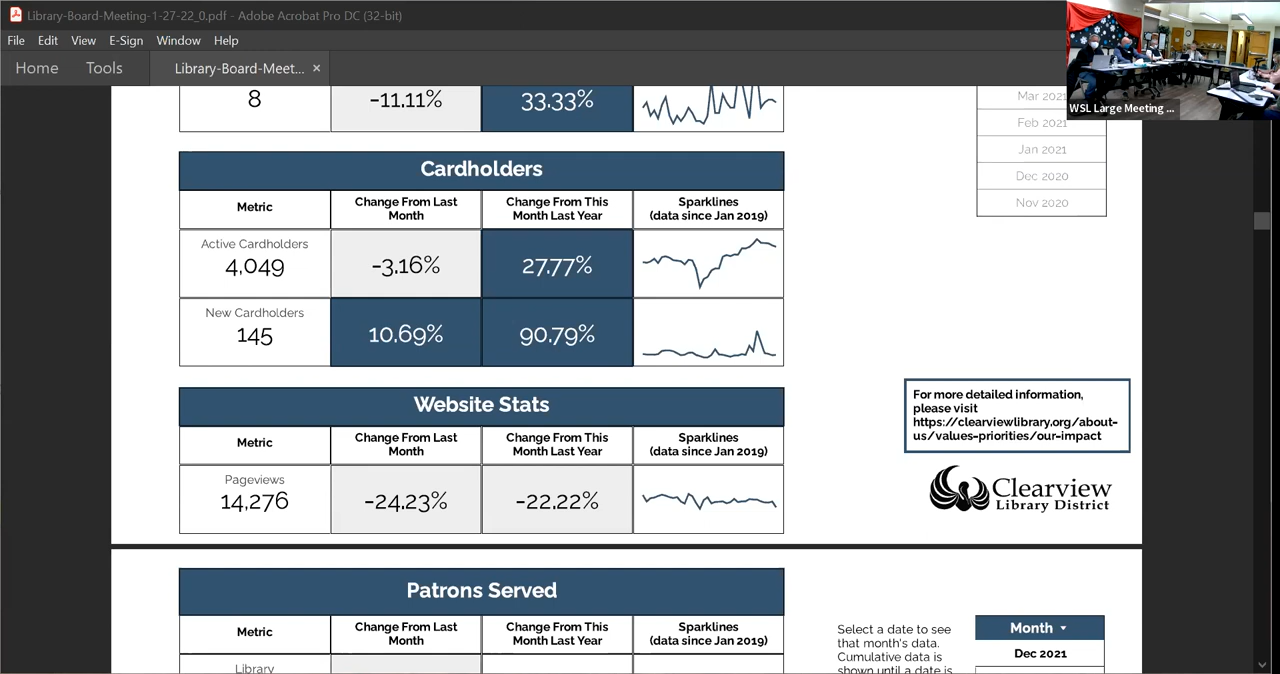 Library-Board-Meeting-1-27-22_0.pdf - Adobe Acrobat Pro DC (32-bit)
File Edit View E-Sign Window Help
Home Tools Library-Board-Meet... ×
WSL Large Meeting ...
8 -11.11% 33.33%
Mar 2021
Feb 2021
Jan 2021
Dec 2020
Nov 2020
Cardholders
Metric
Change From Last
Month
Change From This
Month Last Year
Sparklines
(data since Jan 2019)
Active Cardholders
4,049 -3.16% 27.77%
New Cardholders
145 10.69% 90.79%
Website Stats
Metric
Change From Last
Month
Change From This
Month Last Year
Sparklines
(data since Jan 2019)
Pageviews
14,276 -24.23% -22.22%
For more detailed information,
please visit
https://clearviewlibrary.org/about-
us/values-priorities/our-impact
Clearview
Library District
Patrons Served
Metric
Change From Last
Month
Change From This
Month Last Year
Sparklines
(data since Jan 2019)
Library
Select a date to see
that month's data.
Cumulative data is
shown until a date is
Month
Dec 2021